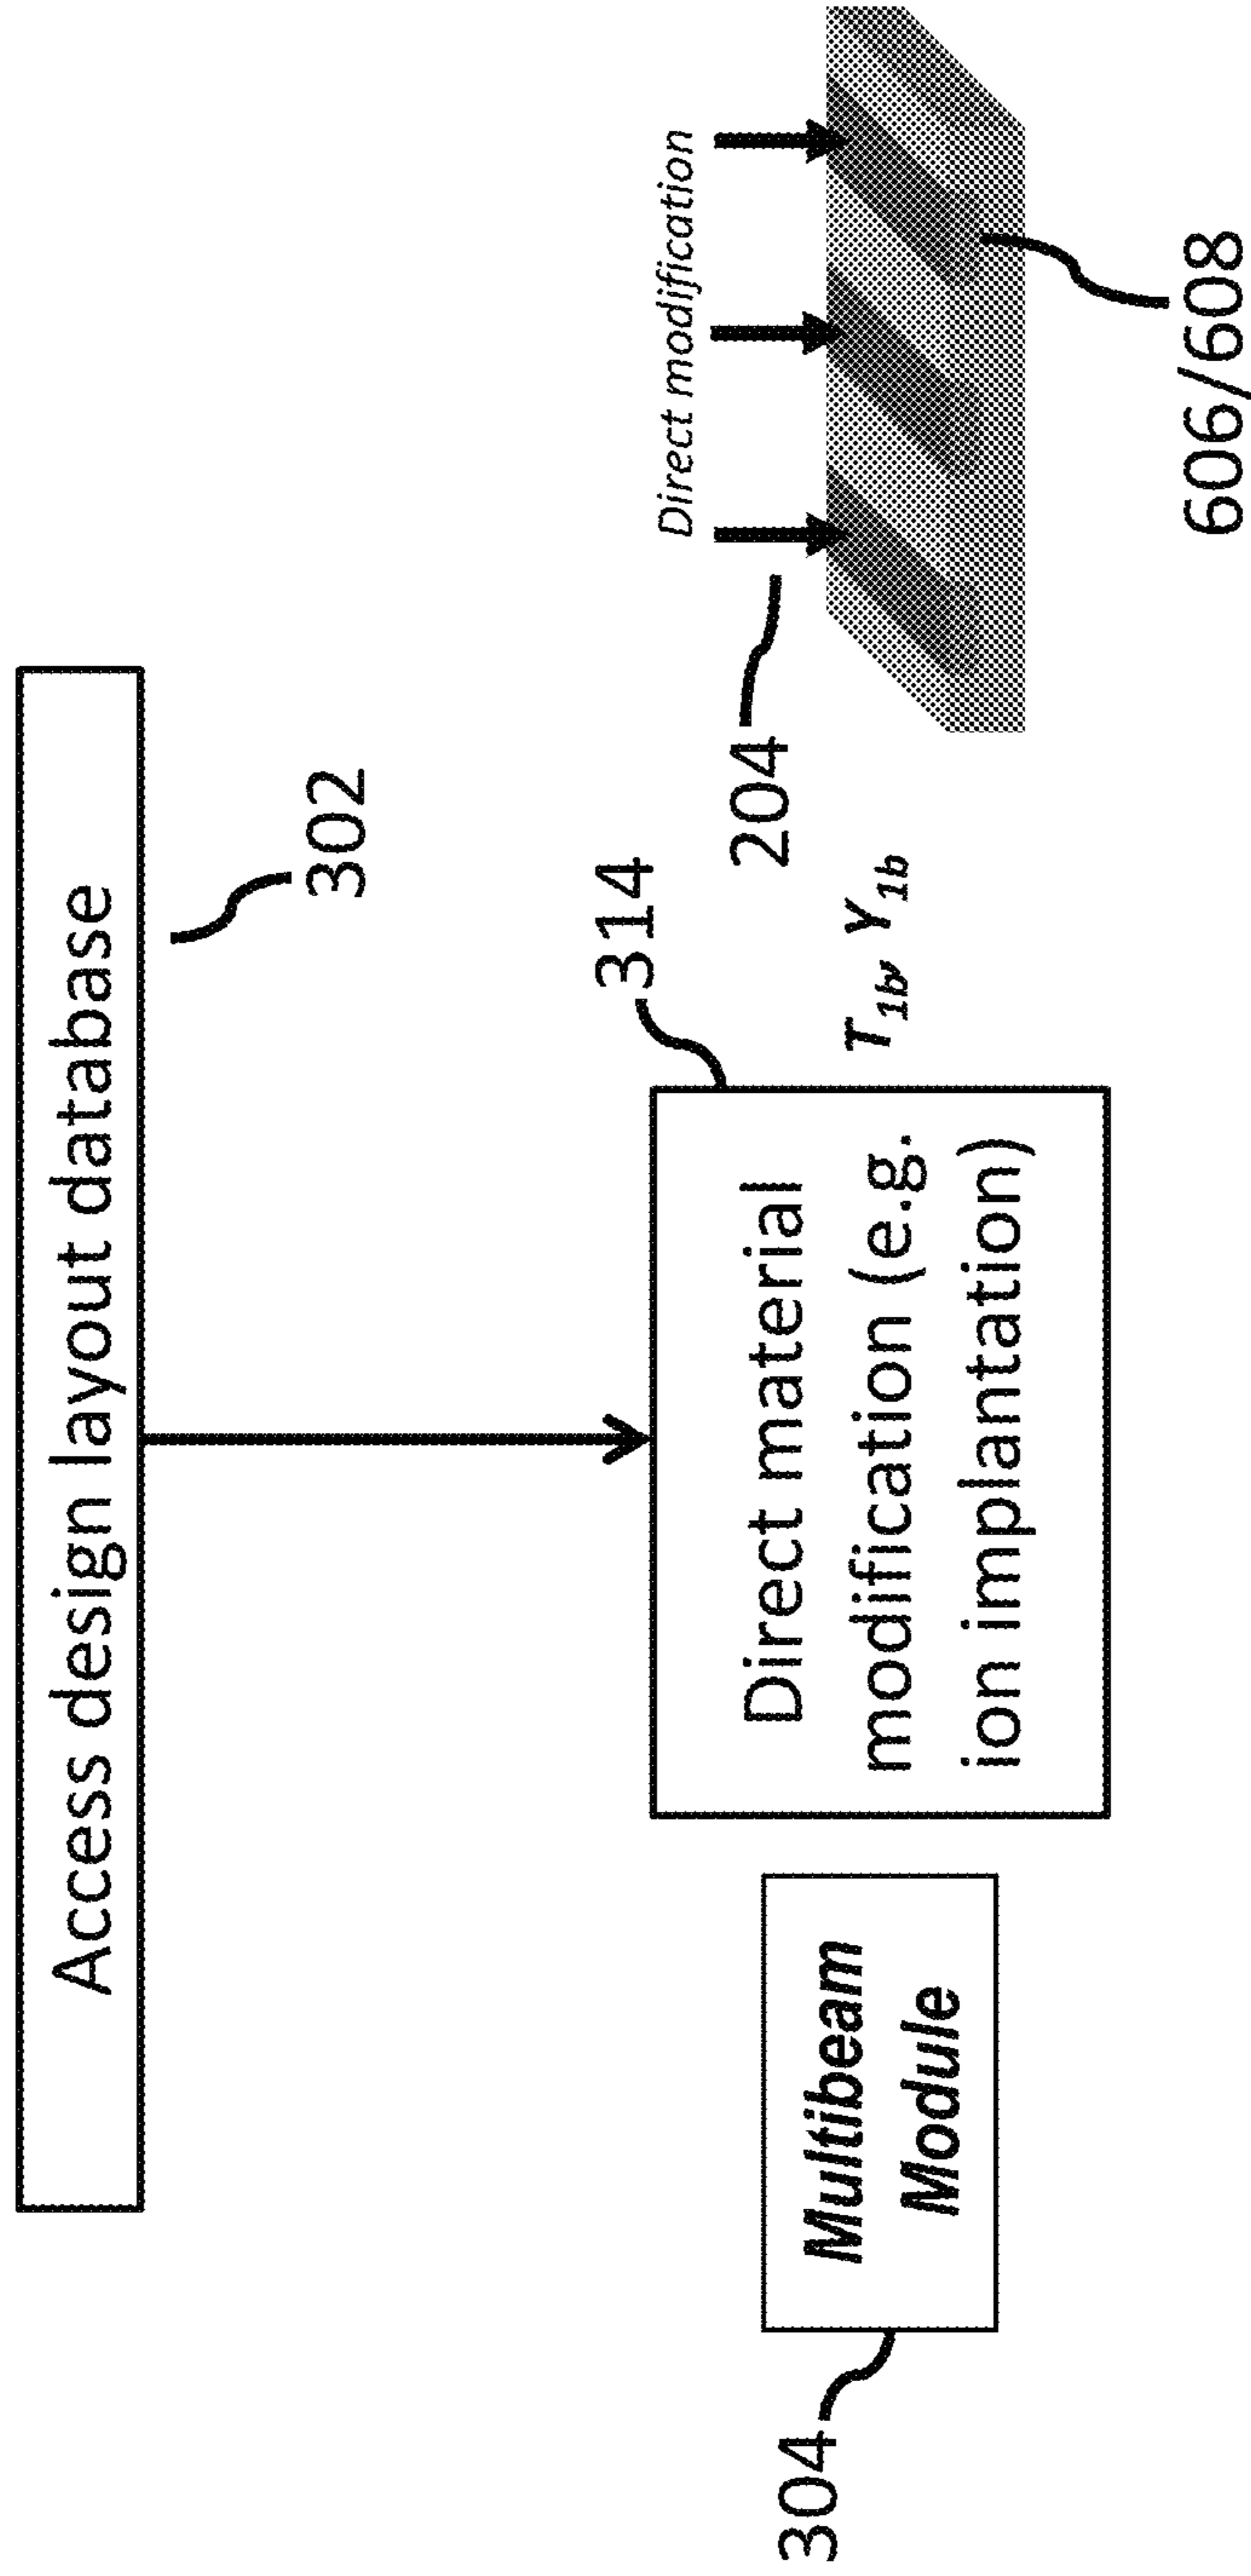 Access design layout database
302
304
Multibeam
Module
314
Direct material
modification (e.g.
ion implantation)
T1b, Y1b
204
Direct modification
606/608